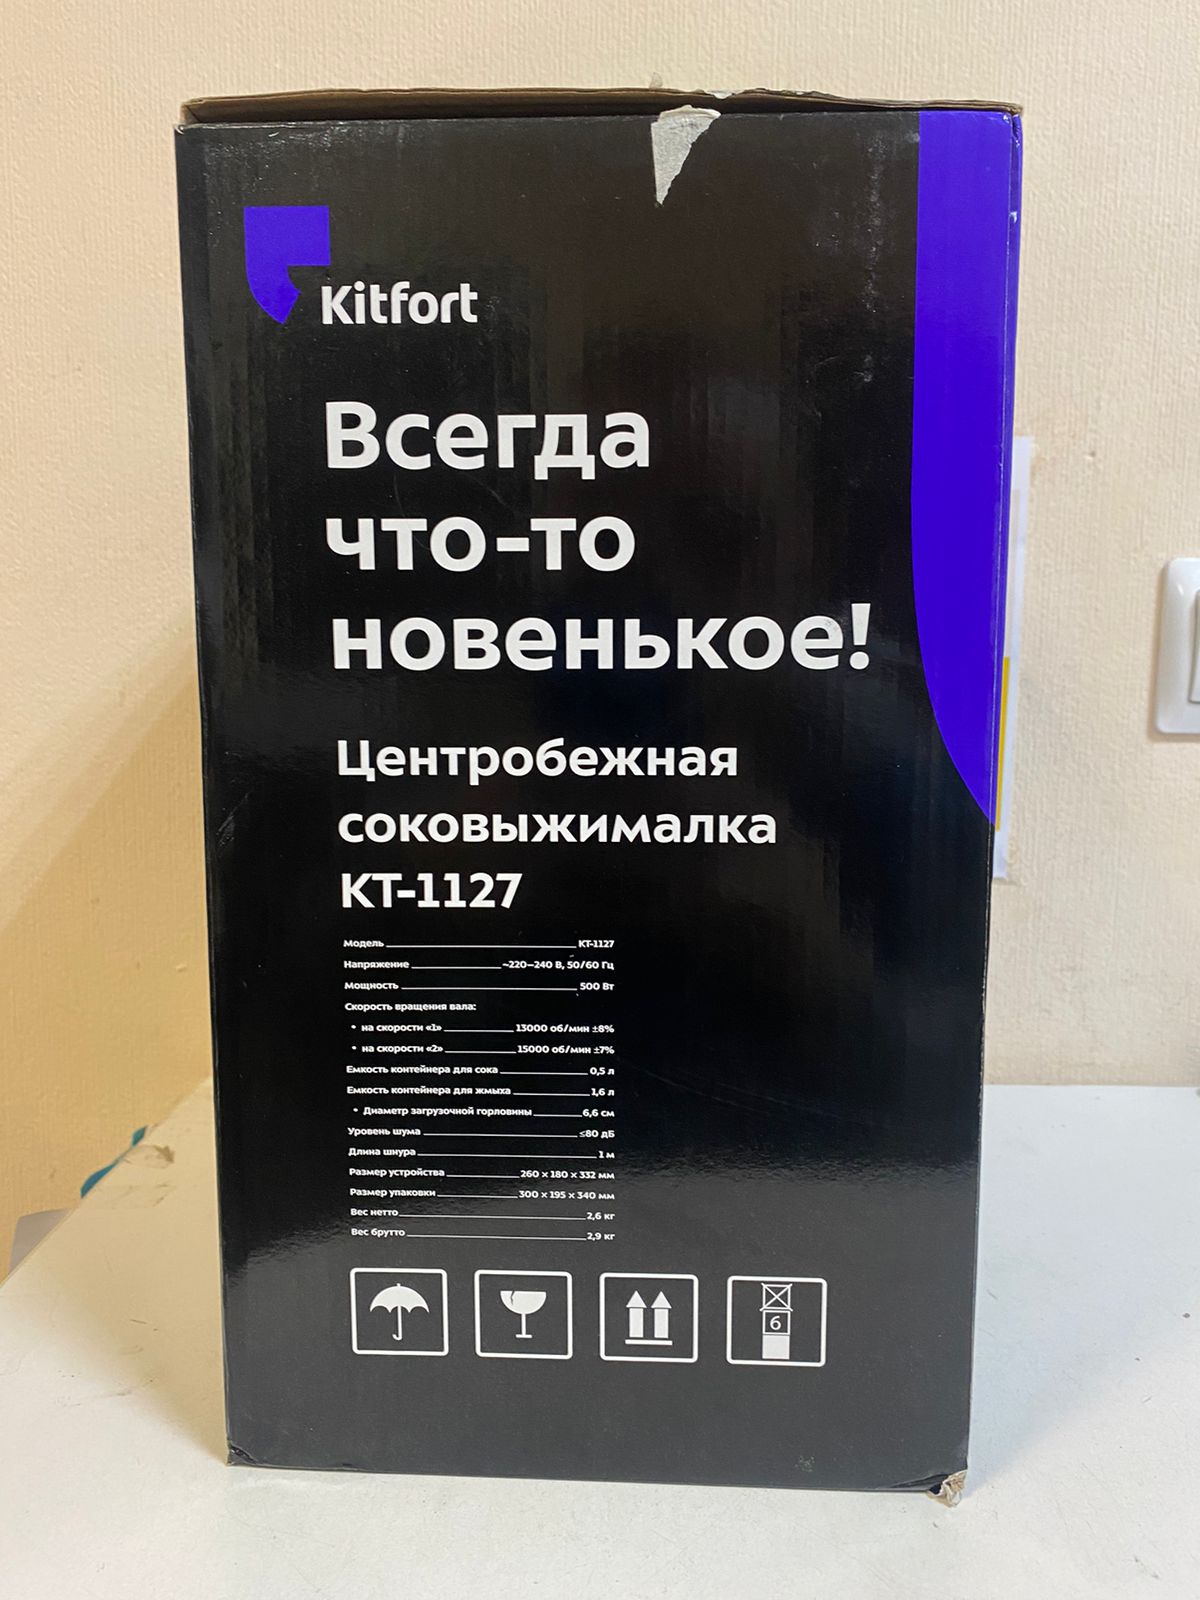 Kitfort
Всегда
что-то
новенькое!
Центробежная
соковыжималка
КТ-1127
Модель КТ-1127
Напряжение ~220–240 В, 50/60 Гц
Мощность 500 Вт
Скорость вращения вала:
• на скорости «1» 13000 об/мин ±8%
• на скорости «2» 15000 об/мин ±7%
Емкость контейнера для сока 0,5 л
Емкость контейнера для жмыха 1,6 л
• Диаметр загрузочной горловины 6,6 см
Уровень шума ≤80 дБ
Длина шнура 1 м
Размер устройства 260 × 180 × 332 мм
Размер упаковки 300 × 195 × 340 мм
Вес нетто 2,6 кг
Вес брутто 2,9 кг
6